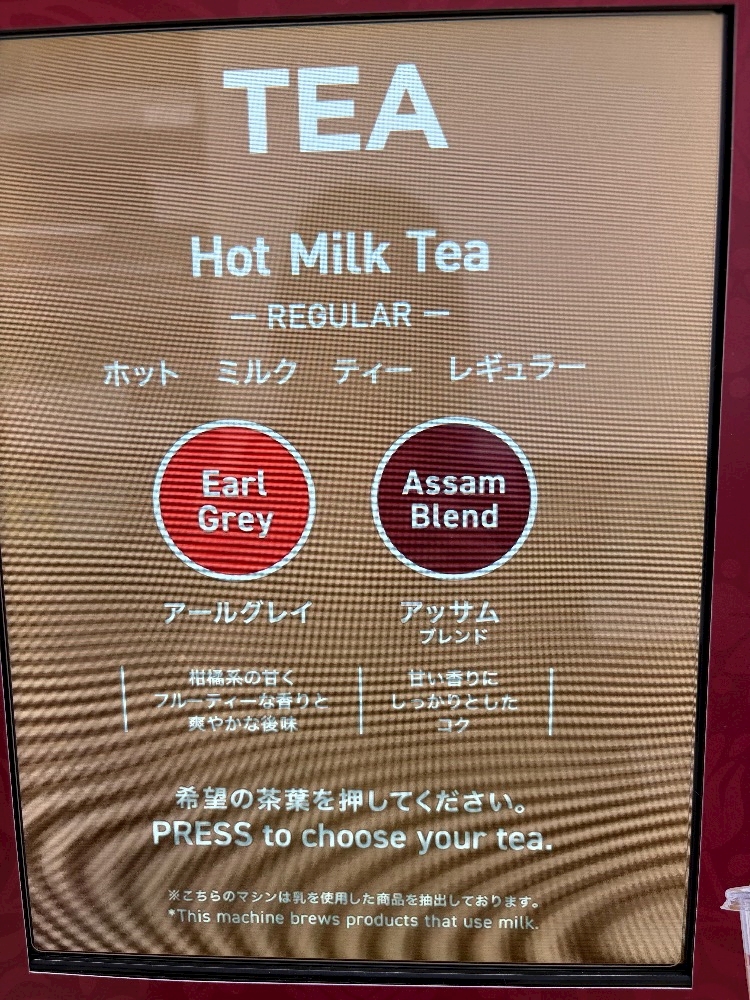 TEA
Hot Milk Tea
— REGULAR —
ホット ミルク ティー レギュラー
Earl
Grey
Assam
Blend
アールグレイ
アッサム
ブレンド
柑橘系の甘く
フルーティーな香りと
爽やかな後味
甘い香りに
しっかりとした
コク
希望の茶葉を押してください。
PRESS to choose your tea.
※こちらのマシンは乳を使用した商品を抽出しております。
*This machine brews products that use milk.